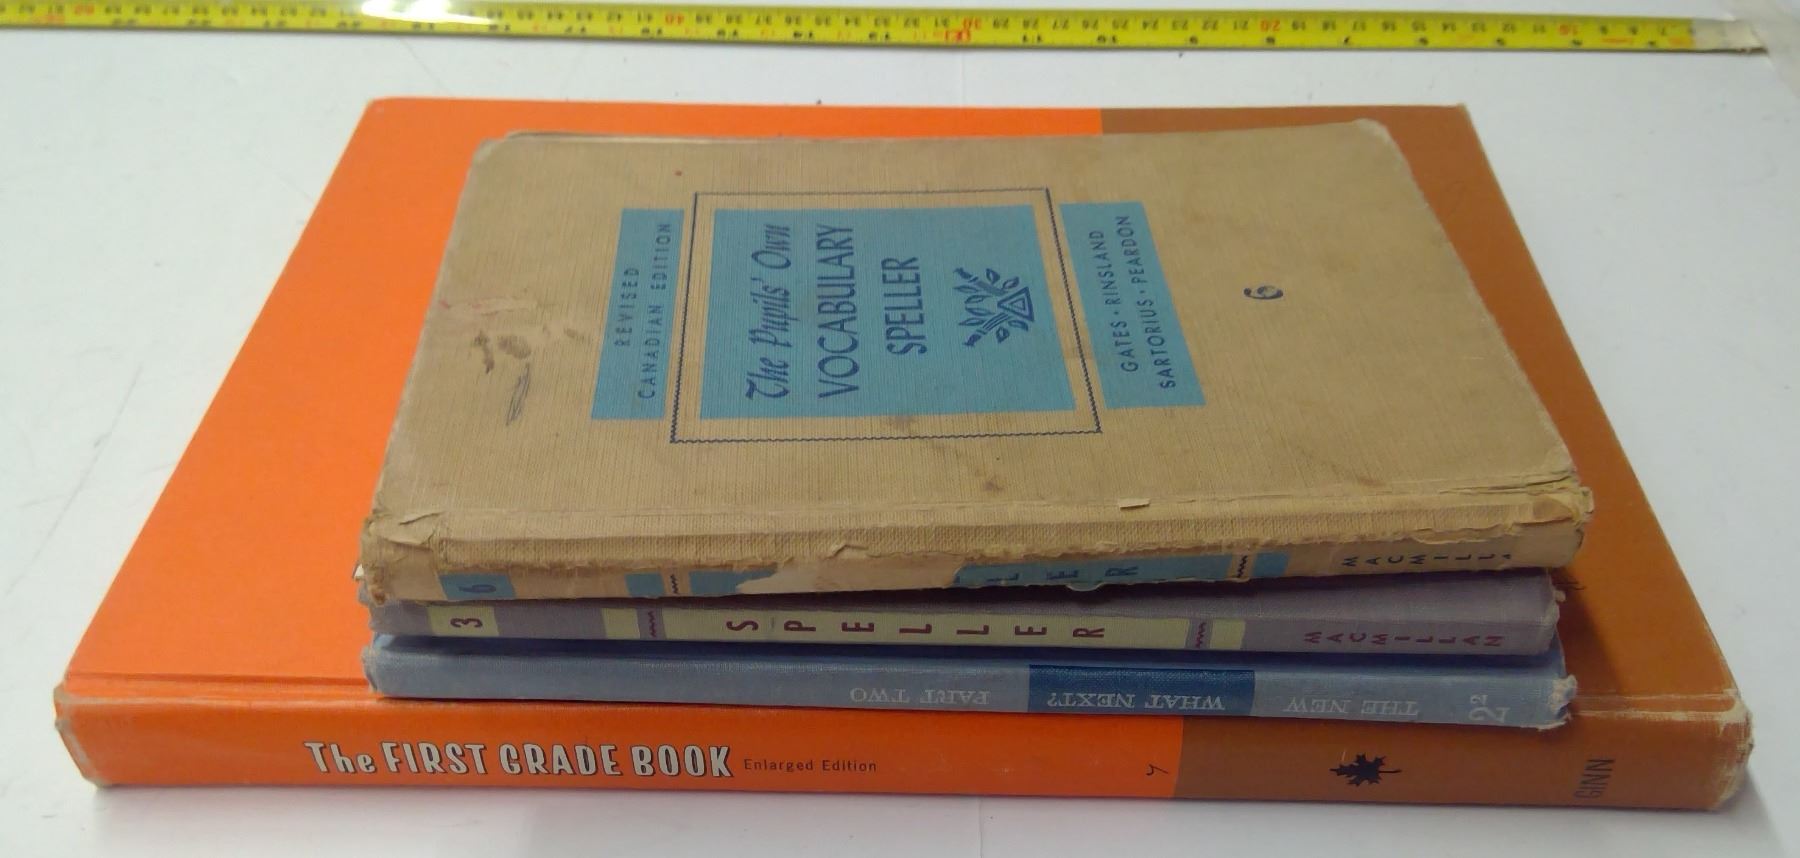 REVISED
CANADIAN EDITION
The Pupils' Own
VOCABULARY
SPELLER
GATES · RINSLAND
SARTORIUS · PEARDON
6
6
L E R
MACMILL
3
SPELLER
MACMILLAN
2²
THE NEW
WHAT NEXT?
PART TWO
The FIRST GRADE BOOK Enlarged Edition
GINN